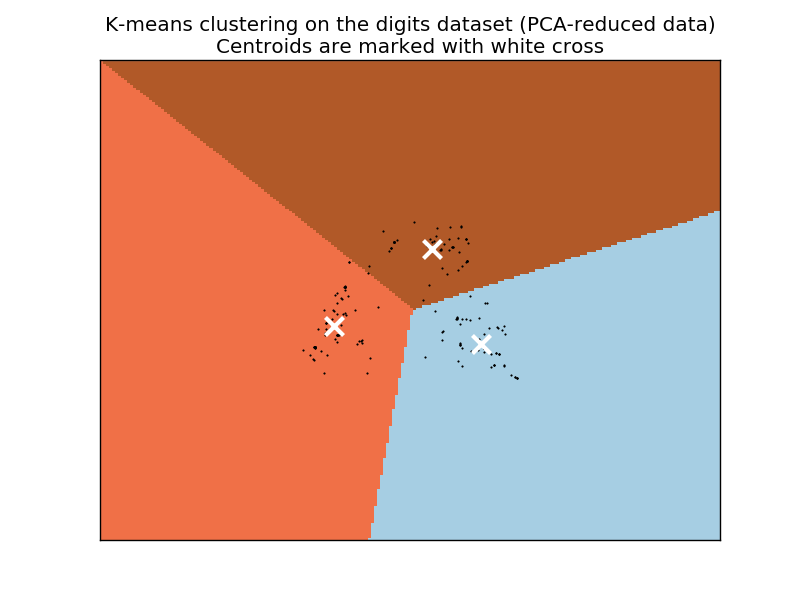 K-means clustering on the digits dataset (PCA-reduced data)
Centroids are marked with white cross